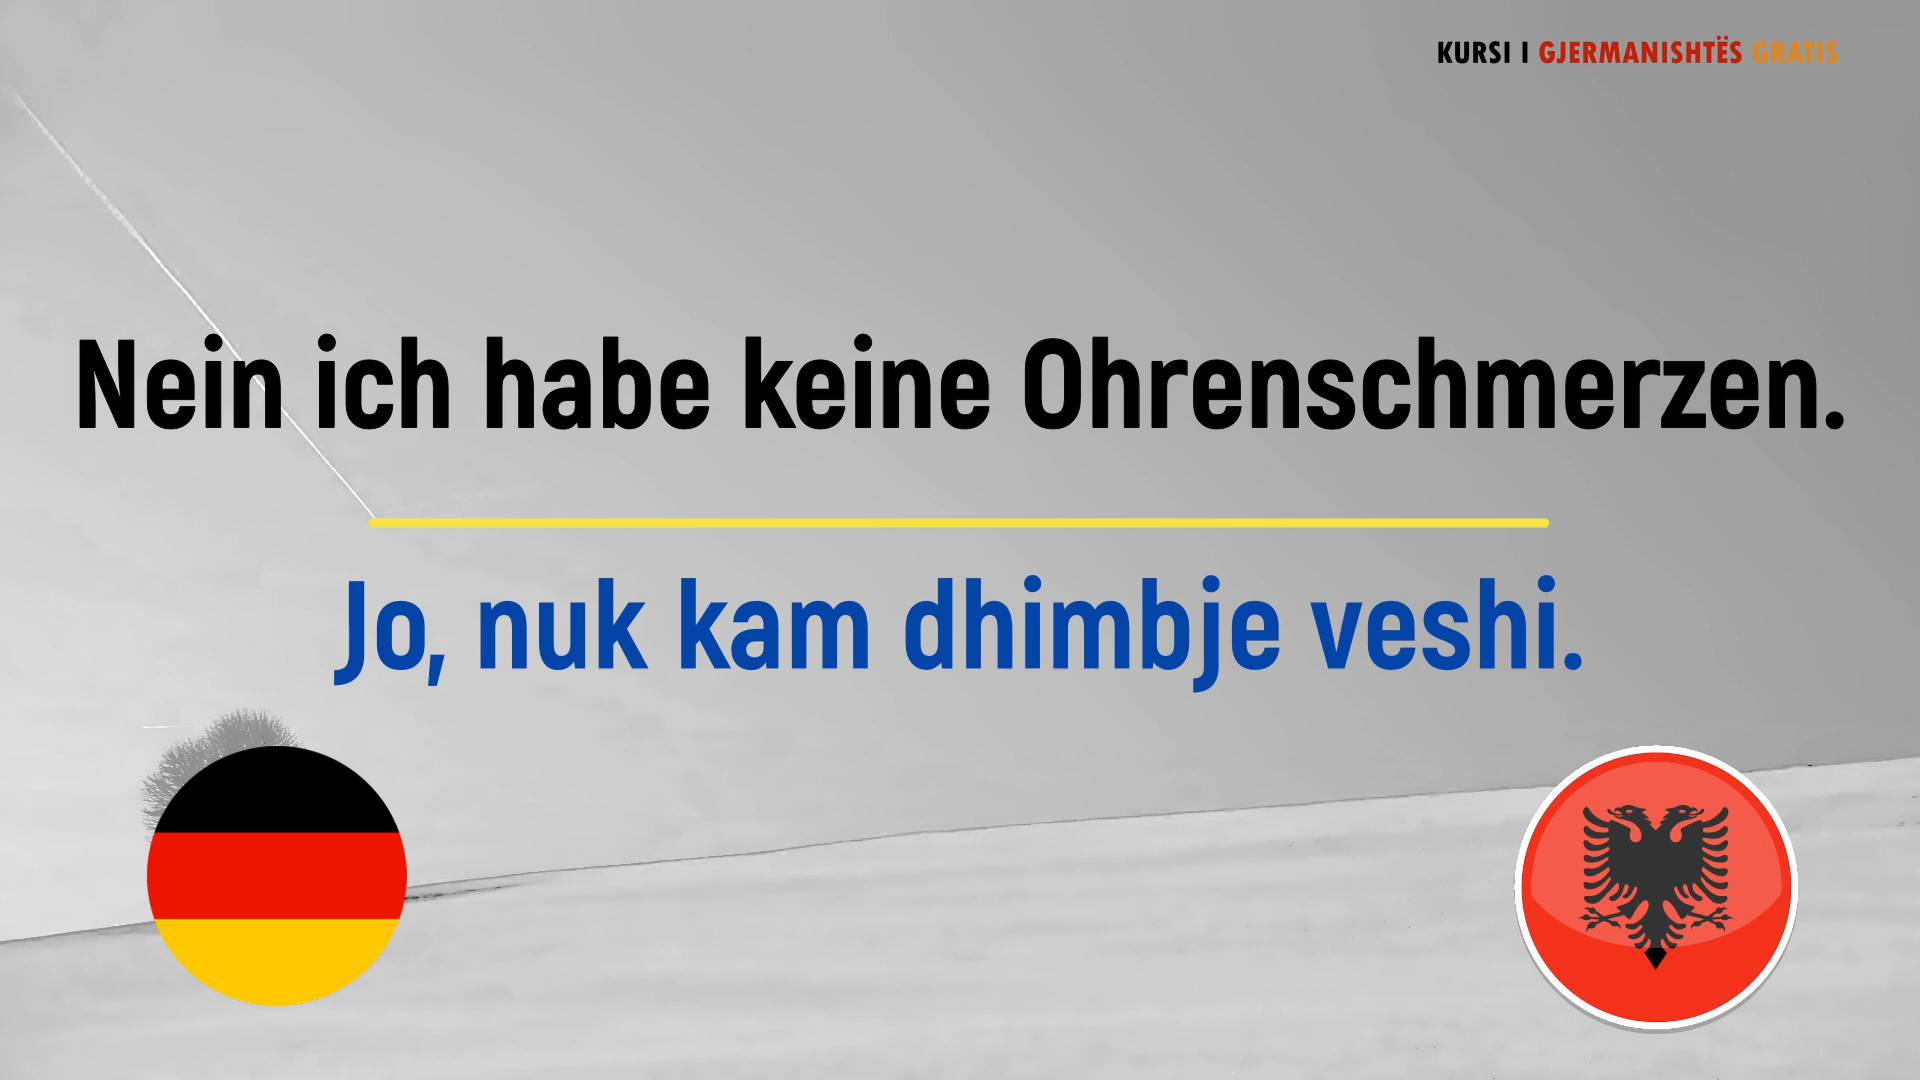 KURSI I GJERMANISHTËS GRATIS
Nein ich habe keine Ohrenschmerzen.
Jo, nuk kam dhimbje veshi.